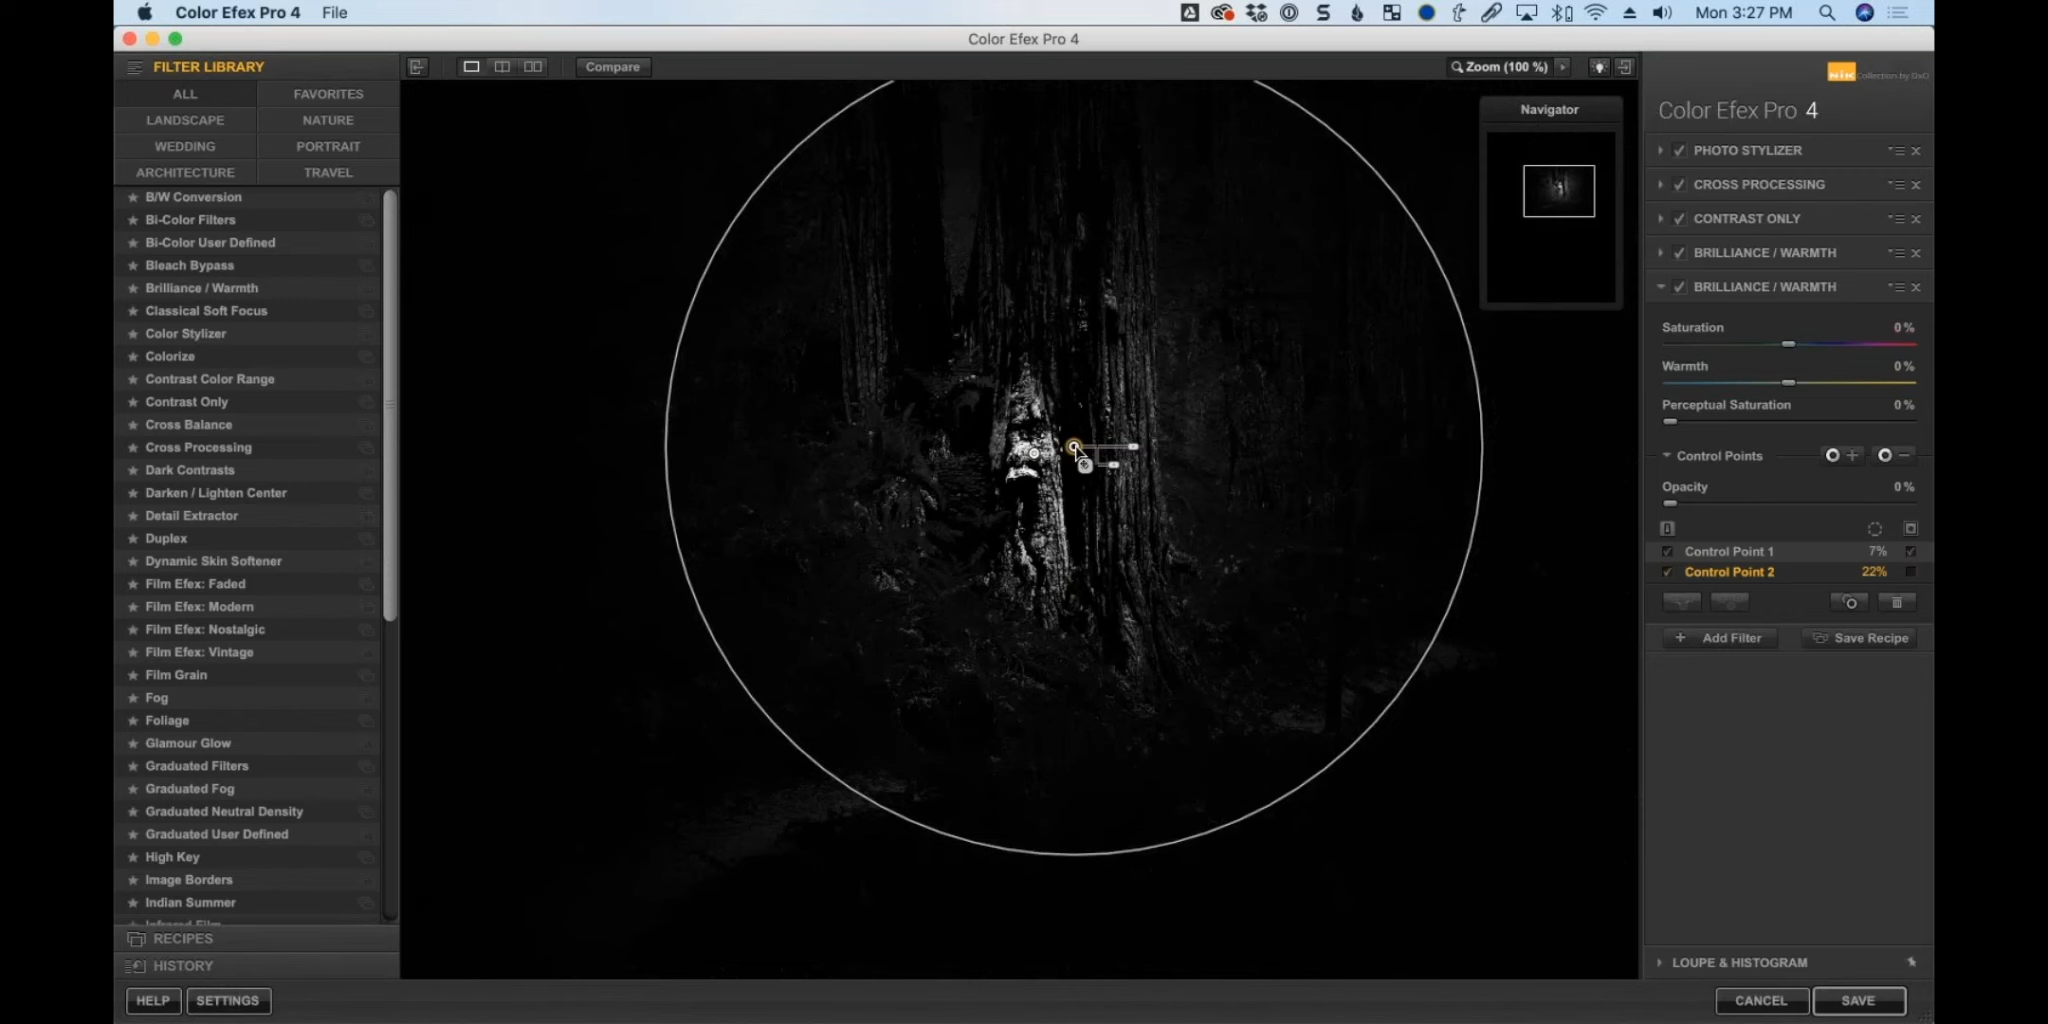 Color Efex Pro 4 File
Mon 3:27 PM
Color Efex Pro 4
FILTER LIBRARY
ALL FAVORITES
LANDSCAPE NATURE
WEDDING PORTRAIT
ARCHITECTURE TRAVEL
B/W Conversion
Bi-Color Filters
Bi-Color User Defined
Bleach Bypass
Brilliance / Warmth
Classical Soft Focus
Color Stylizer
Colorize
Contrast Color Range
Contrast Only
Cross Balance
Cross Processing
Dark Contrasts
Darken / Lighten Center
Detail Extractor
Duplex
Dynamic Skin Softener
Film Efex: Faded
Film Efex: Modern
Film Efex: Nostalgic
Film Efex: Vintage
Film Grain
Fog
Foliage
Glamour Glow
Graduated Filters
Graduated Fog
Graduated Neutral Density
Graduated User Defined
High Key
Image Borders
Indian Summer
Infrared Film
RECIPES
HISTORY
HELP SETTINGS
Compare
Zoom (100 %)
Navigator
Nik Collection by DxO
Color Efex Pro 4
PHOTO STYLIZER
CROSS PROCESSING
CONTRAST ONLY
BRILLIANCE / WARMTH
BRILLIANCE / WARMTH
Saturation 0 %
Warmth 0 %
Perceptual Saturation 0 %
Control Points
Opacity 0 %
Control Point 1 7%
Control Point 2 22%
Add Filter Save Recipe
LOUPE & HISTOGRAM
CANCEL SAVE